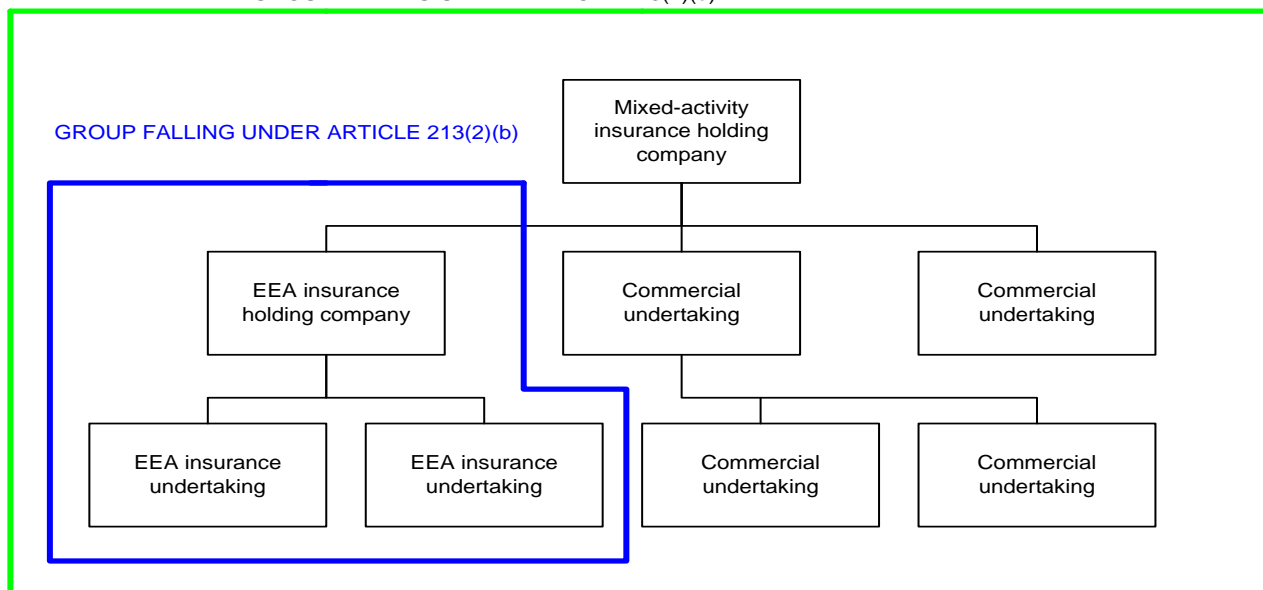 GROUP FALLING UNDER ARTICLE 213(2)(b)
Mixed-activity
insurance holding
company
EEA insurance
holding company
Commercial
undertaking
Commercial
undertaking
EEA insurance
undertaking
EEA insurance
undertaking
Commercial
undertaking
Commercial
undertaking